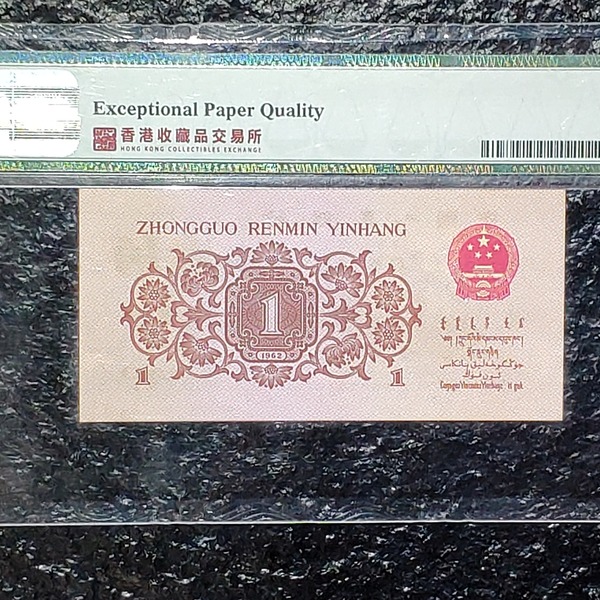 Exceptional Paper Quality
香港收藏品交易所
HONG KONG COLLECTIBLES EXCHANGE
ZHONGGUO RENMIN YINHANG
1
1962
1 1